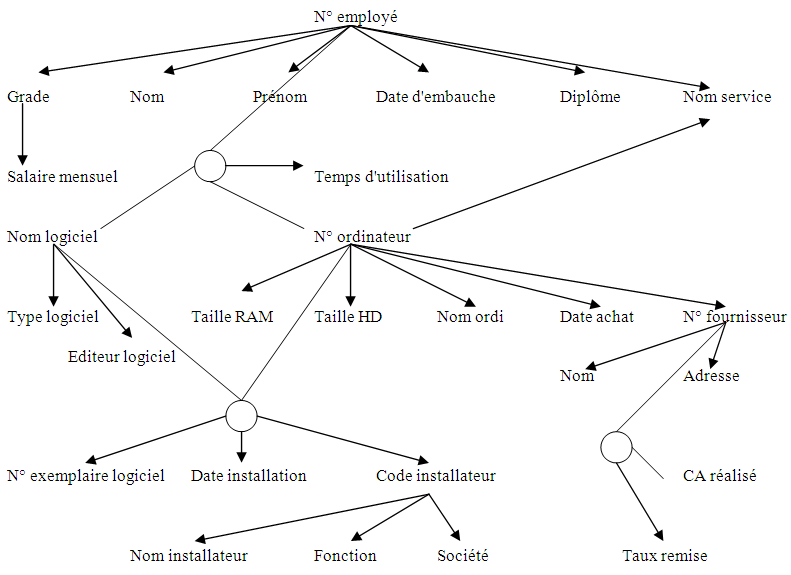 N° employé
Grade Nom Prénom Date d'embauche Diplôme Nom service
Salaire mensuel Temps d'utilisation
Nom logiciel N° ordinateur
Type logiciel Taille RAM Taille HD Nom ordi Date achat N° fournisseur
Editeur logiciel
Nom Adresse
N° exemplaire logiciel Date installation Code installateur CA réalisé
Nom installateur Fonction Société Taux remise